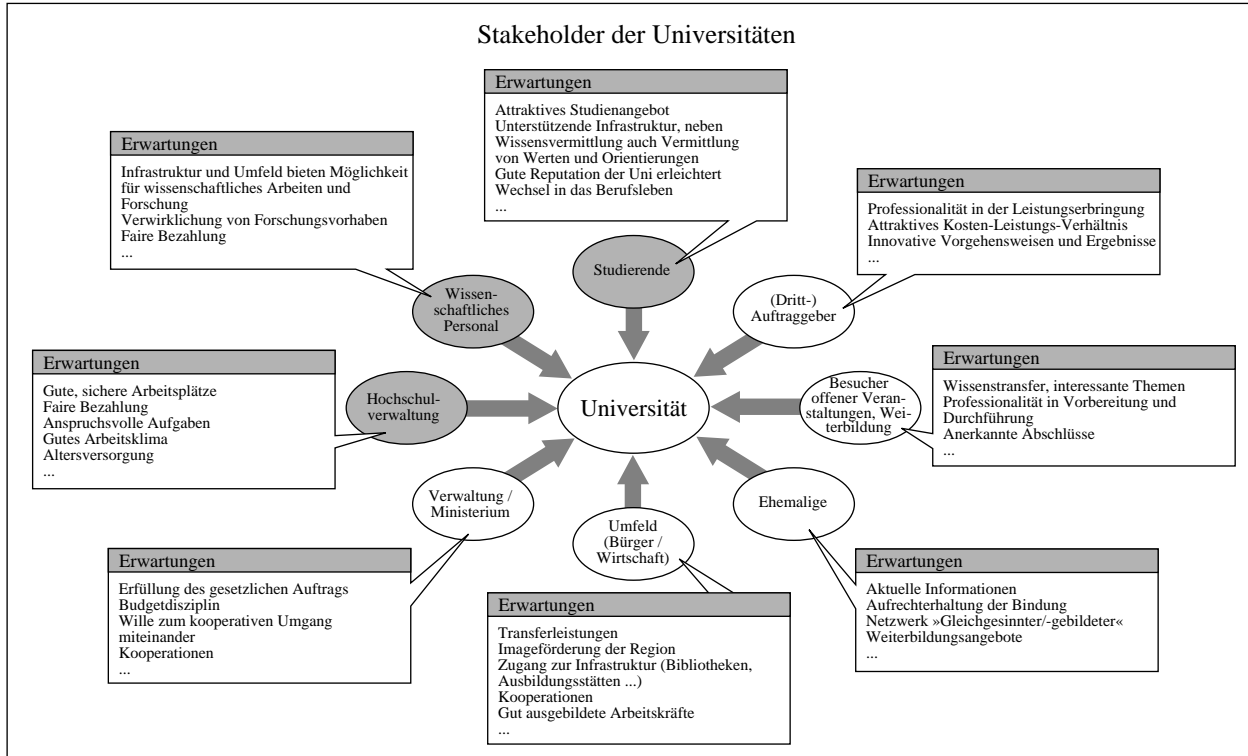 Stakeholder der Universitäten
Erwartungen
Attraktives Studienangebot
Unterstützende Infrastruktur, neben
Wissensvermittlung auch Vermittlung
von Werten und Orientierungen
Gute Reputation der Uni erleichtert
Wechsel in das Berufsleben
...
Erwartungen
Infrastruktur und Umfeld bieten Möglichkeit
für wissenschaftliches Arbeiten und
Forschung
Verwirklichung von Forschungsvorhaben
Faire Bezahlung
...
Erwartungen
Professionalität in der Leistungserbringung
Attraktives Kosten-Leistungs-Verhältnis
Innovative Vorgehensweisen und Ergebnisse
...
Studierende
Wissen-
schaftliches
Personal
(Dritt-)
Auftraggeber
Erwartungen
Gute, sichere Arbeitsplätze
Faire Bezahlung
Anspruchsvolle Aufgaben
Gutes Arbeitsklima
Altersversorgung
...
Hochschul-
verwaltung
Universität
Besucher
offener Veran-
staltungen, Wei-
terbildung
Erwartungen
Wissenstransfer, interessante Themen
Professionalität in Vorbereitung und
Durchführung
Anerkannte Abschlüsse
...
Verwaltung /
Ministerium
Umfeld
(Bürger /
Wirtschaft)
Ehemalige
Erwartungen
Erfüllung des gesetzlichen Auftrags
Budgetdisziplin
Wille zum kooperativen Umgang
miteinander
Kooperationen
...
Erwartungen
Transferleistungen
Imageförderung der Region
Zugang zur Infrastruktur (Bibliotheken,
Ausbildungsstätten ...)
Kooperationen
Gut ausgebildete Arbeitskräfte
...
Erwartungen
Aktuelle Informationen
Aufrechterhaltung der Bindung
Netzwerk »Gleichgesinnter/-gebildeter«
Weiterbildungsangebote
...